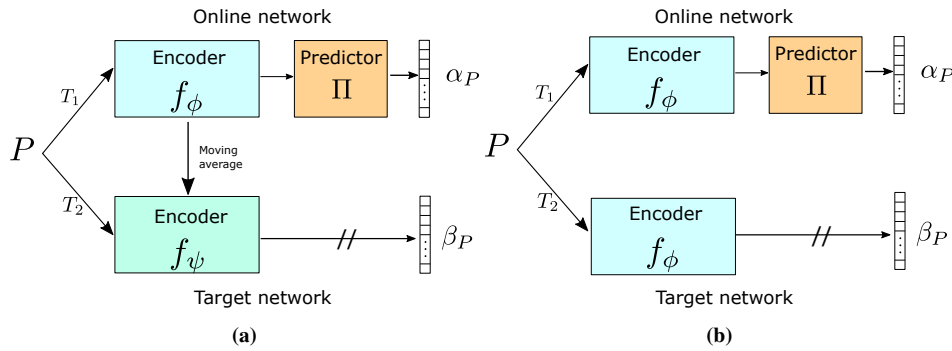 Online network
Encoder
f_ϕ
Predictor
Π
α_P
T_1
P
Moving
average
T_2
Encoder
f_ψ
//
β_P
Target network
(a)
Online network
Encoder
f_ϕ
Predictor
Π
α_P
T_1
P
T_2
Encoder
f_ϕ
//
β_P
Target network
(b)